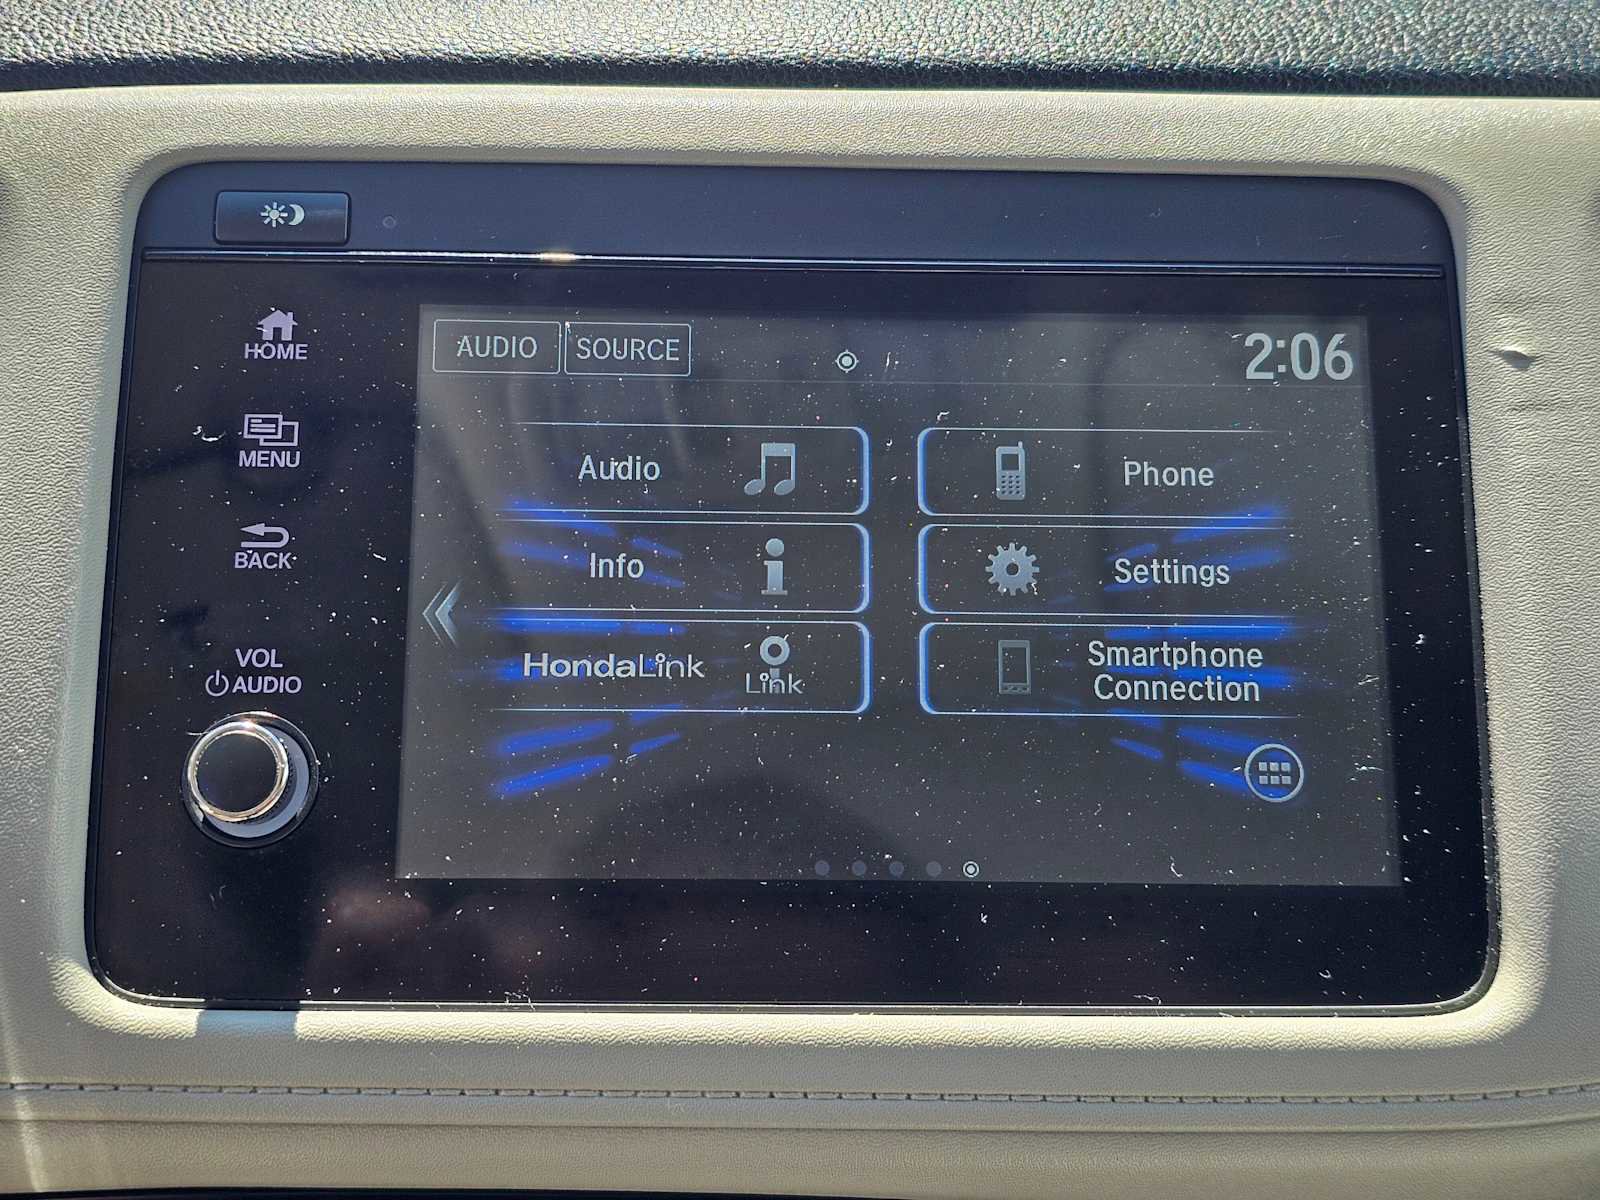 HOME
MENU
BACK
VOL
AUDIO
AUDIO SOURCE 2:06
Audio
Phone
Info
Settings
HondaLink Link
Smartphone
Connection